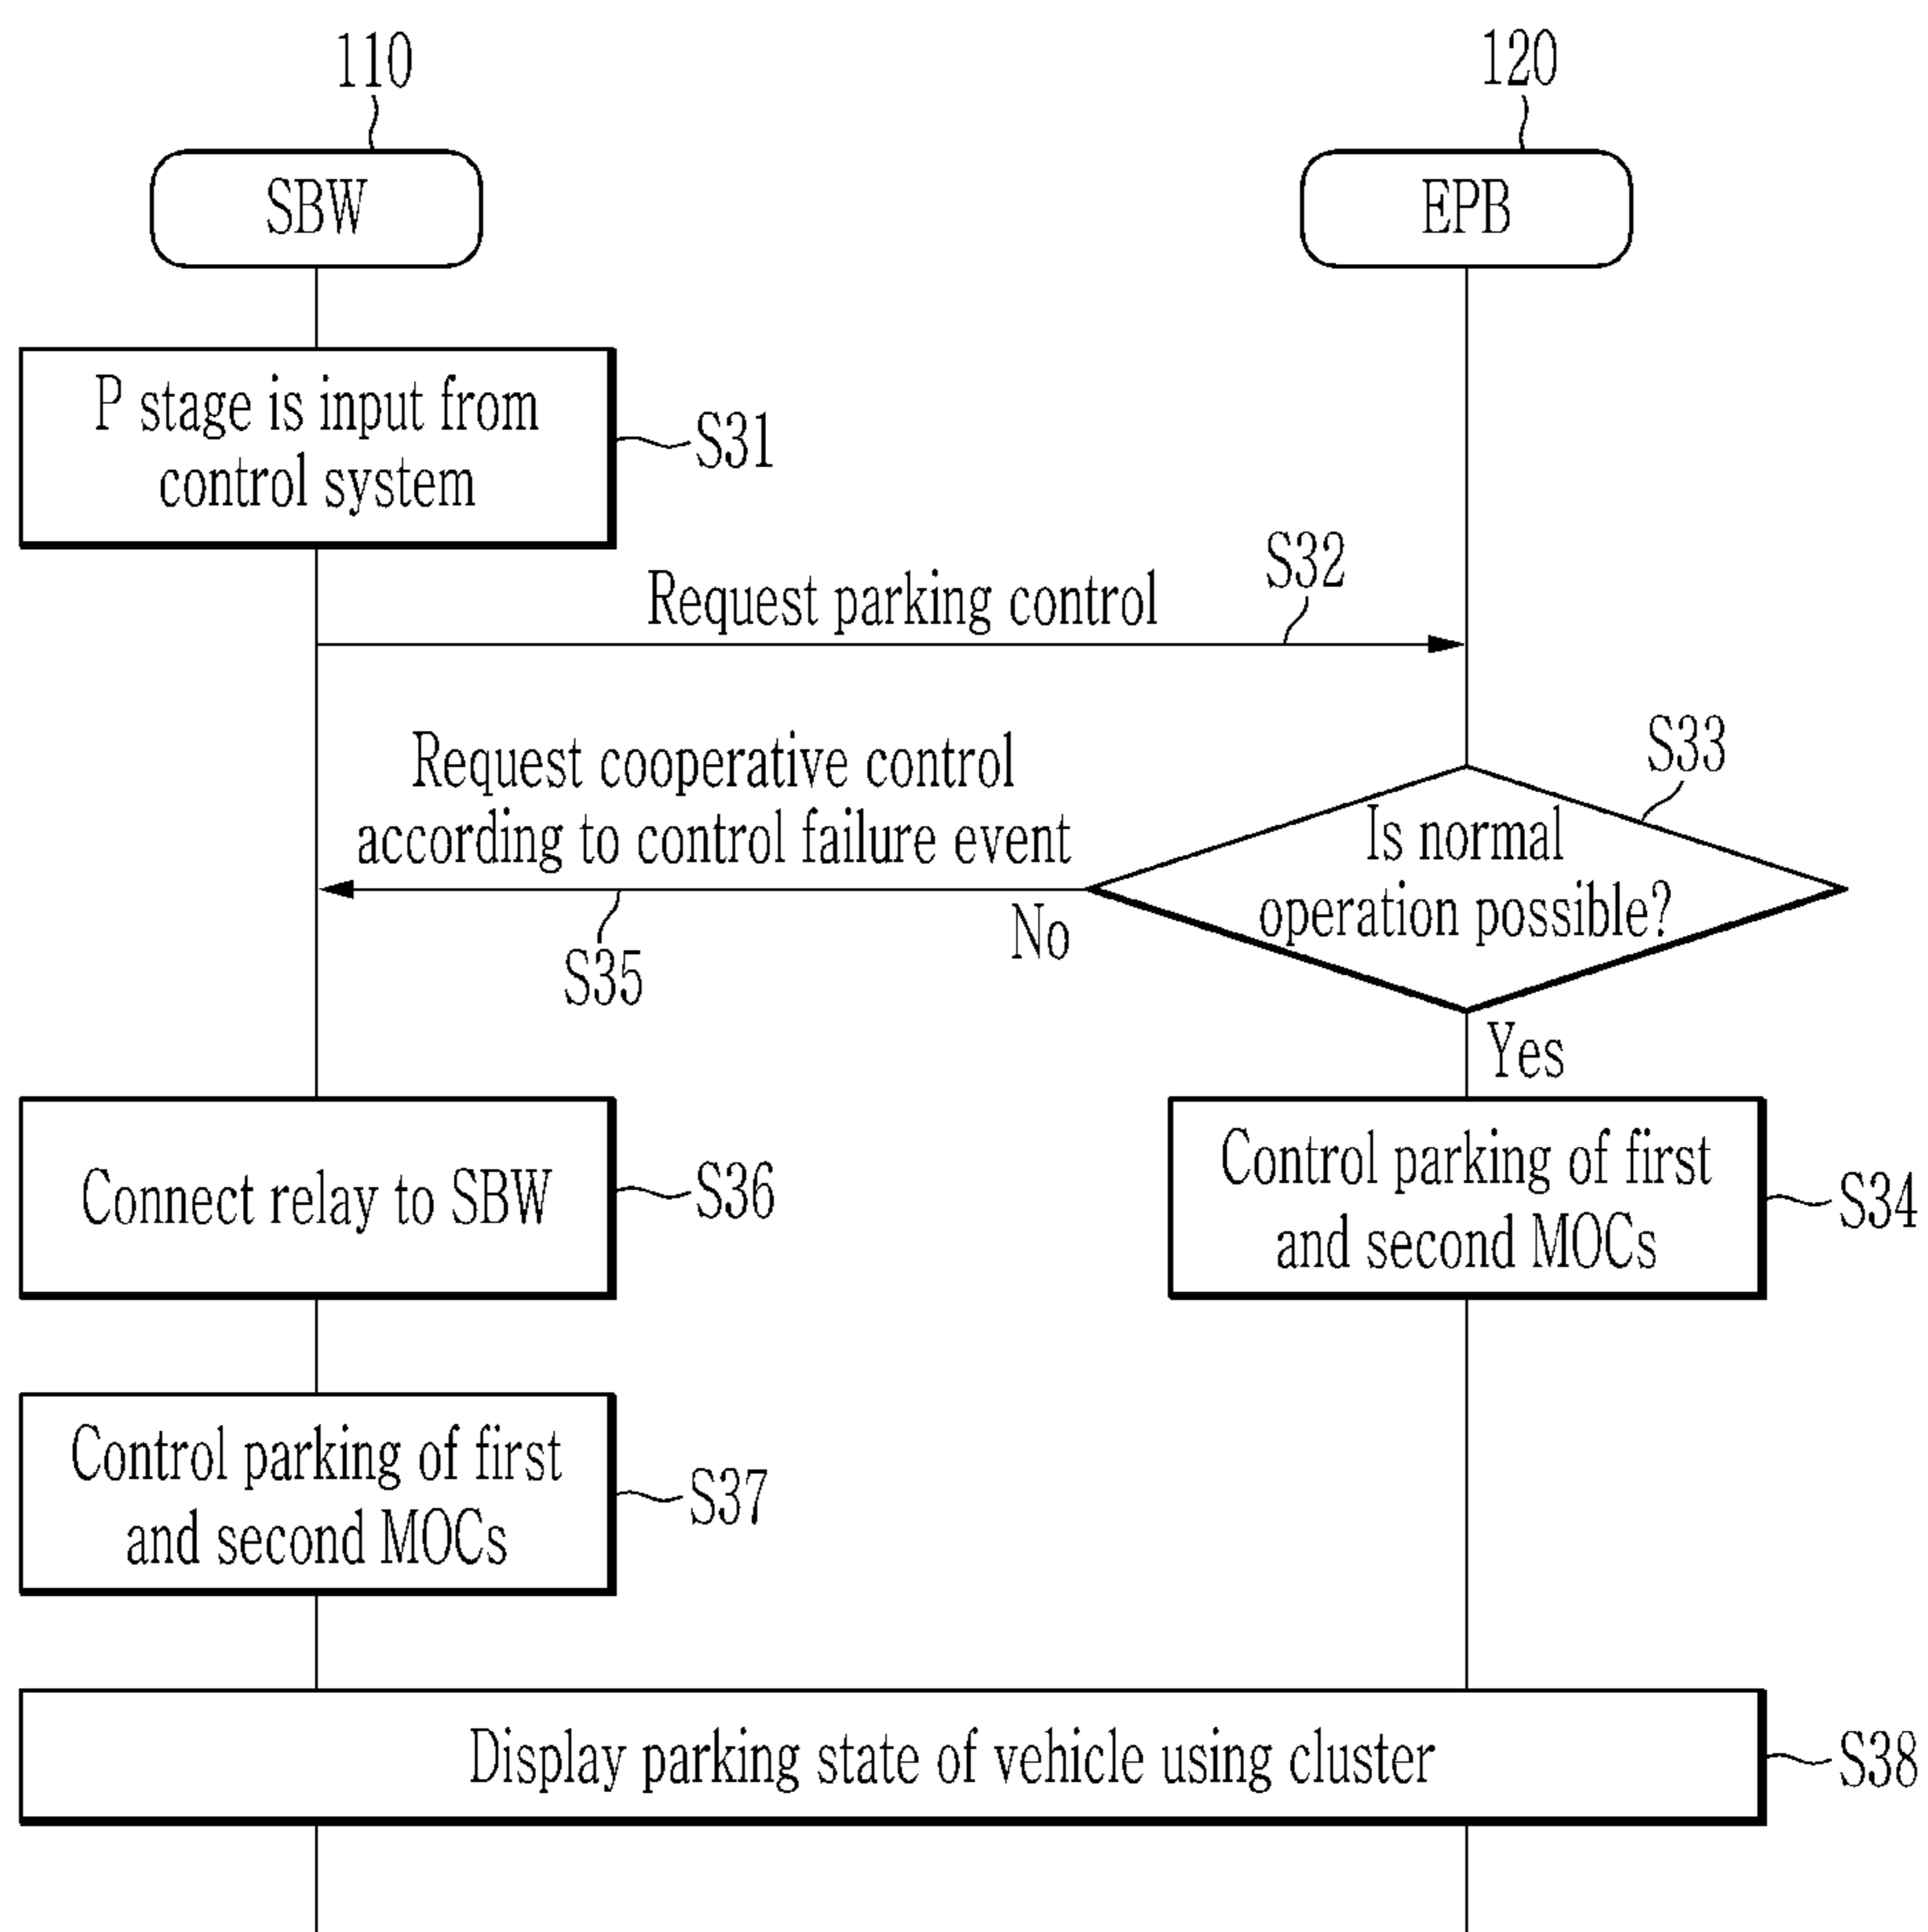 110
120
SBW
EPB
P stage is input from
control system
S31
S32
Request parking control
S33
Request cooperative control
according to control failure event
Is normal
operation possible?
No
S35
Yes
Connect relay to SBW
S36
Control parking of first
and second MOCs
S34
Control parking of first
and second MOCs
S37
Display parking state of vehicle using cluster
S38